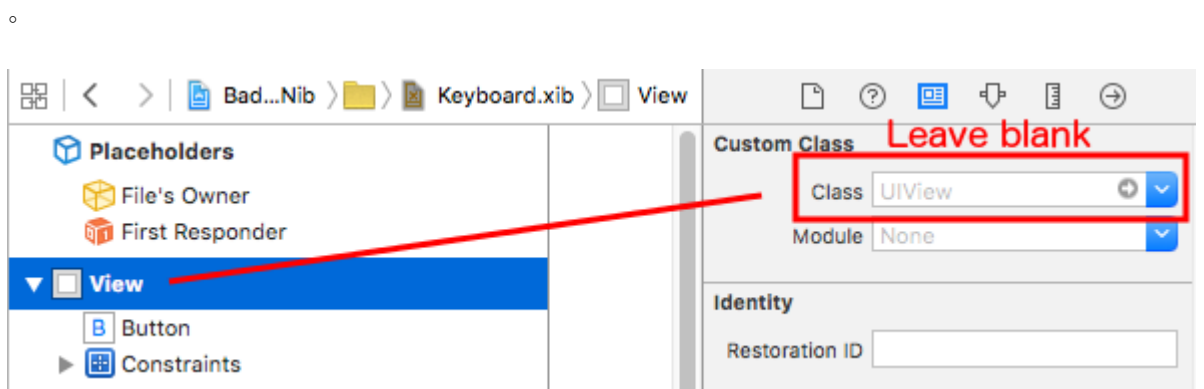 。
Bad...Nib 〉 〉 Keyboard.xib 〉 View
Leave blank
Placeholders
File's Owner
First Responder
View
B Button
Constraints
Custom Class
Class UIView
Module None
Identity
Restoration ID